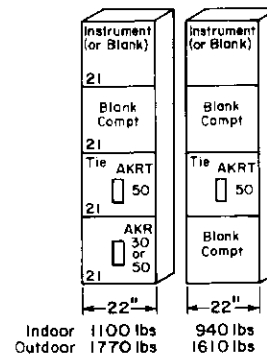 Instrument
(or Blank)
21
Blank
Compt
21
Tie
AKRT
50
21
AKR
30
or
50
21
22"
Instrument
(or Blank)
Blank
Compt
Tie
AKRT
50
Blank
Compt
22"
Indoor 1100 lbs 940 lbs
Outdoor 1770 lbs 1610 lbs